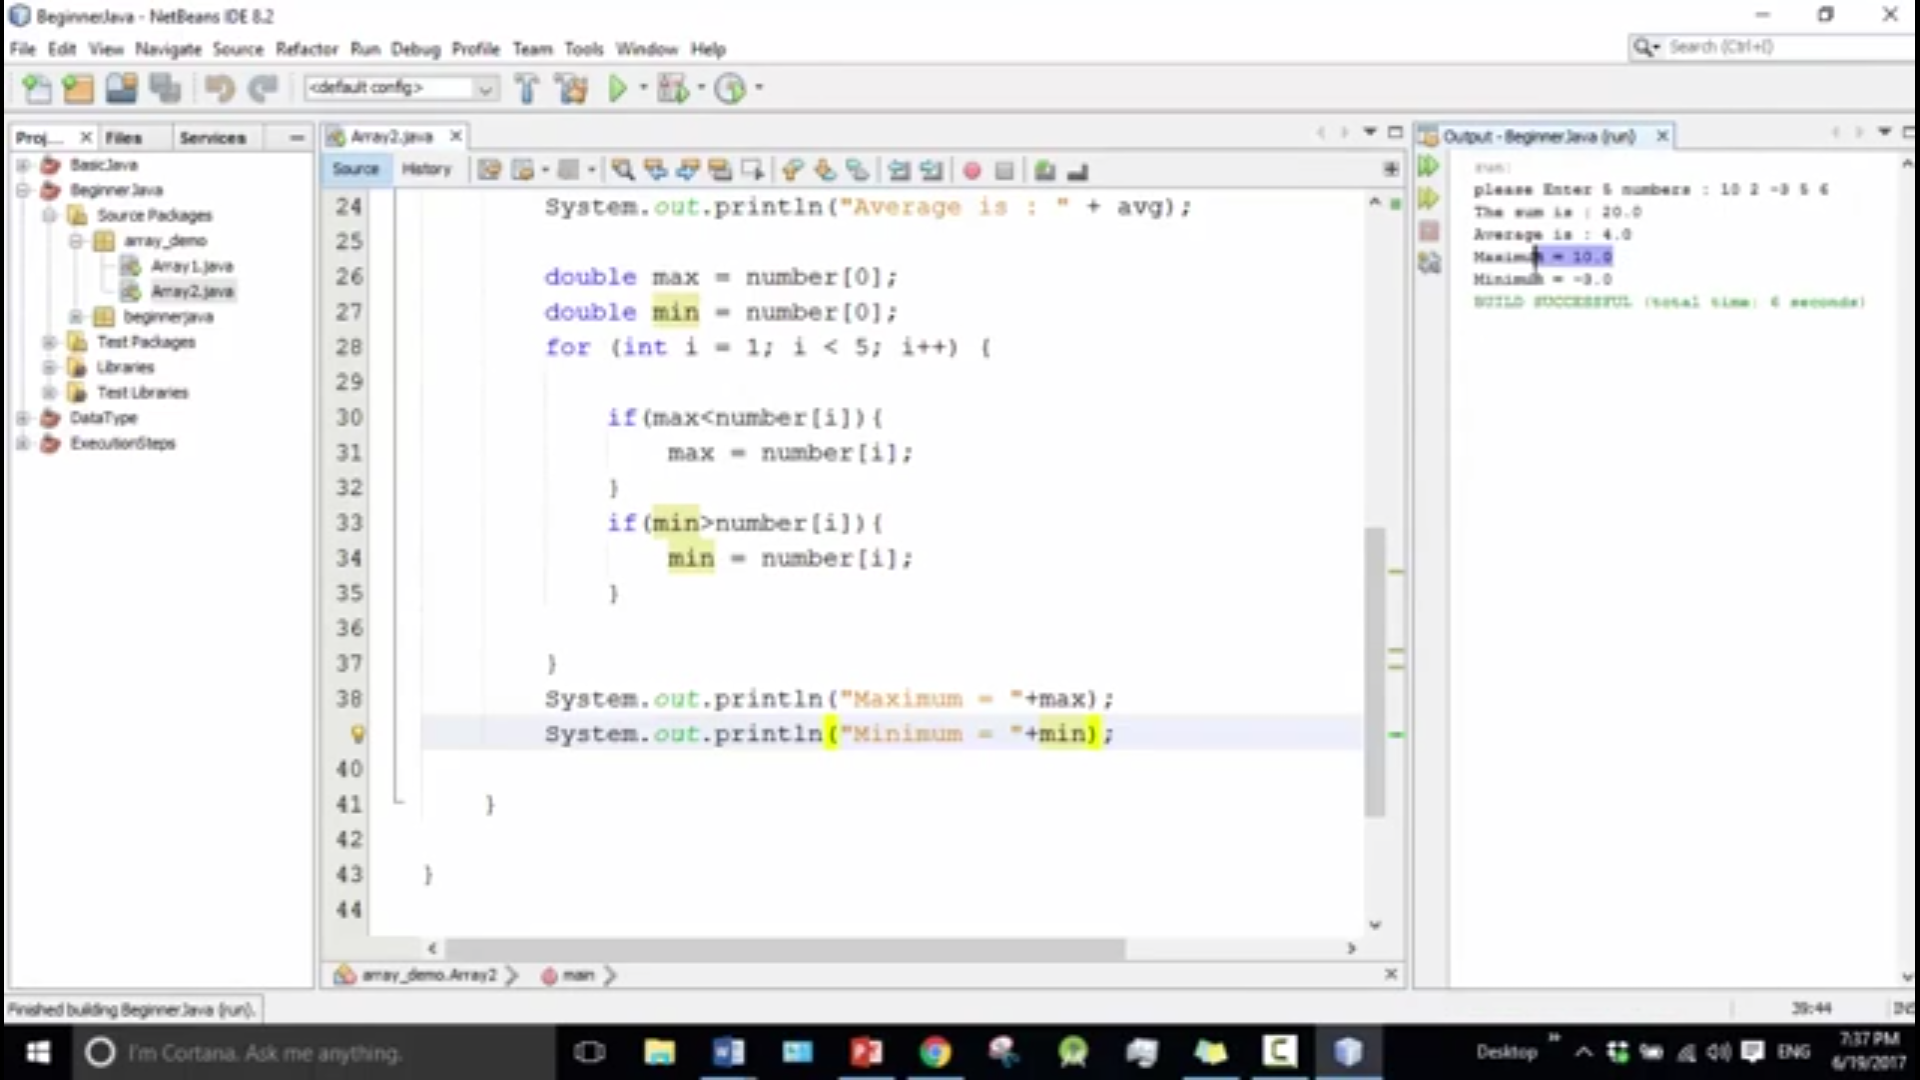 BeginnerJava - NetBeans IDE 8.2
File Edit View Navigate Source Refactor Run Debug Profile Team Tools Window Help
Search (Ctrl+I)
<default config>
Proj... Files Services
Array2.java
Output - BeginnerJava (run)
Source History
BasicJava
BeginnerJava
Source Packages
array_demo
Array1.java
Array2.java
beginnerjava
Test Packages
Libraries
Test Libraries
DataType
ExecutionSteps
24 System.out.println("Average is : " + avg);
25
26 double max = number[0];
27 double min = number[0];
28 for (int i = 1; i < 5; i++) {
29
30 if(max<number[i]){
31 max = number[i];
32 }
33 if(min>number[i]){
34 min = number[i];
35 }
36
37 }
38 System.out.println("Maximum = "+max);
System.out.println("Minimum = "+min);
40
41 }
42
43 }
44
run:
please Enter 5 numbers : 10 2 -3 5 6
The sum is : 20.0
Average is : 4.0
Maximum = 10.0
Minimum = -3.0
BUILD SUCCESSFUL (total time: 6 seconds)
array_demo.Array2 main
Finished building BeginnerJava (run).
39:44 INS
I'm Cortana. Ask me anything.
Desktop ENG
7:37 PM
6/19/2017